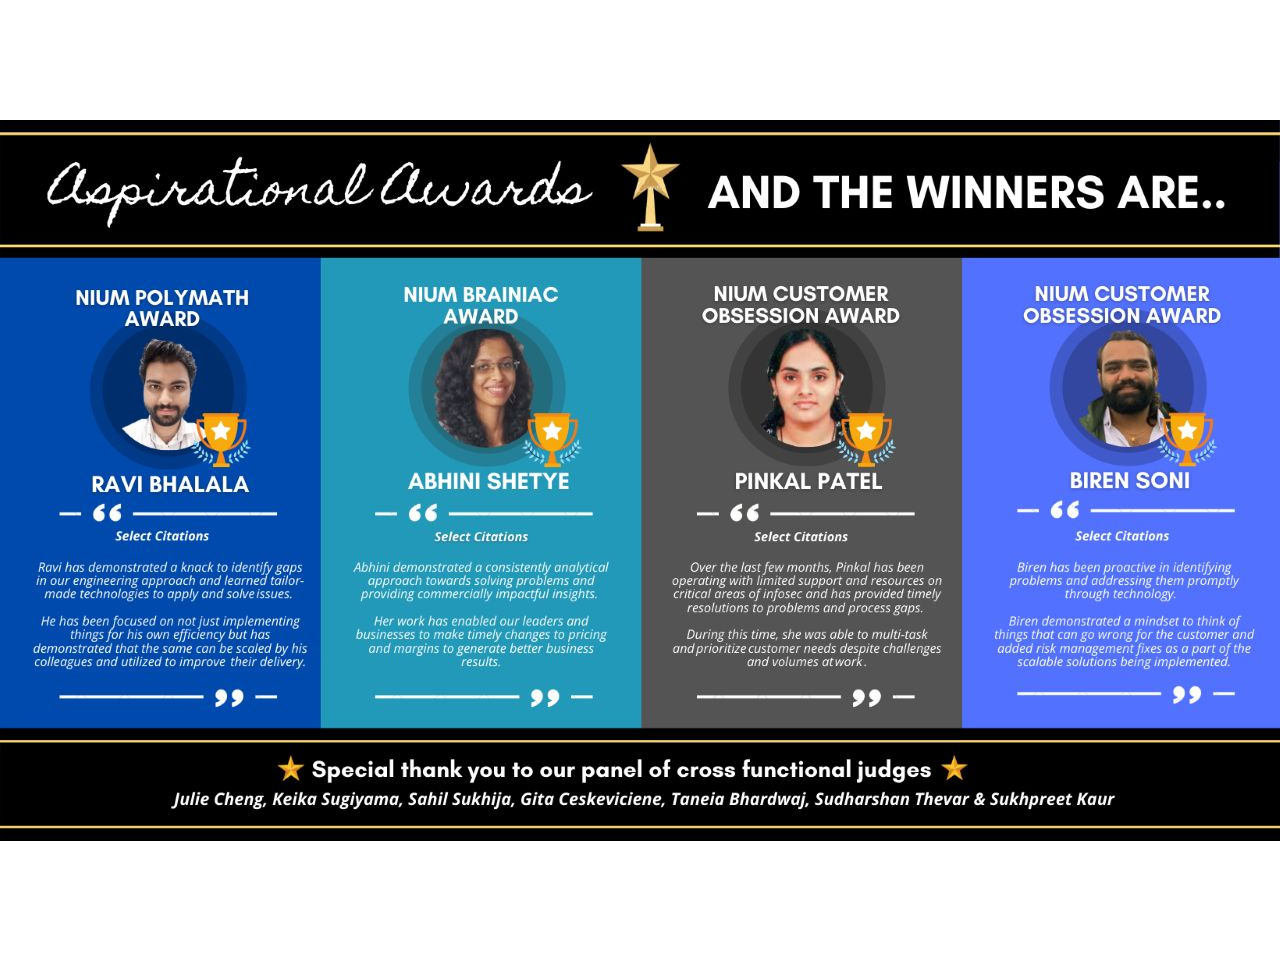 Aspirational Awards
AND THE WINNERS ARE..
NIUM POLYMATH
AWARD
RAVI BHALALA
Select Citations
Ravi has demonstrated a knack to identify gaps
in our engineering approach and learned tailor-
made technologies to apply and solve issues.
He has been focused on not just implementing
things for his own efficiency but has
demonstrated that the same can be scaled by his
colleagues and utilized to improve their delivery.
NIUM BRAINIAC
AWARD
ABHINI SHETYE
Select Citations
Abhini demonstrated a consistently analytical
approach towards solving problems and
providing commercially impactful insights.
Her work has enabled our leaders and
businesses to make timely changes to pricing
and margins to generate better business
results.
NIUM CUSTOMER
OBSESSION AWARD
PINKAL PATEL
Select Citations
Over the last few months, Pinkal has been
operating with limited support and resources on
critical areas of infosec and has provided timely
resolutions to problems and process gaps.
During this time, she was able to multi-task
and prioritize customer needs despite challenges
and volumes at work.
NIUM CUSTOMER
OBSESSION AWARD
BIREN SONI
Select Citations
Biren has been proactive in identifying
problems and addressing them promptly
through technology.
Biren demonstrated a mindset to think of
things that can go wrong for the customer and
added risk management fixes as a part of the
scalable solutions being implemented.
Special thank you to our panel of cross functional judges
Julie Cheng, Keika Sugiyama, Sahil Sukhija, Gita Ceskeviciene, Taneia Bhardwaj, Sudharshan Thevar & Sukhpreet Kaur